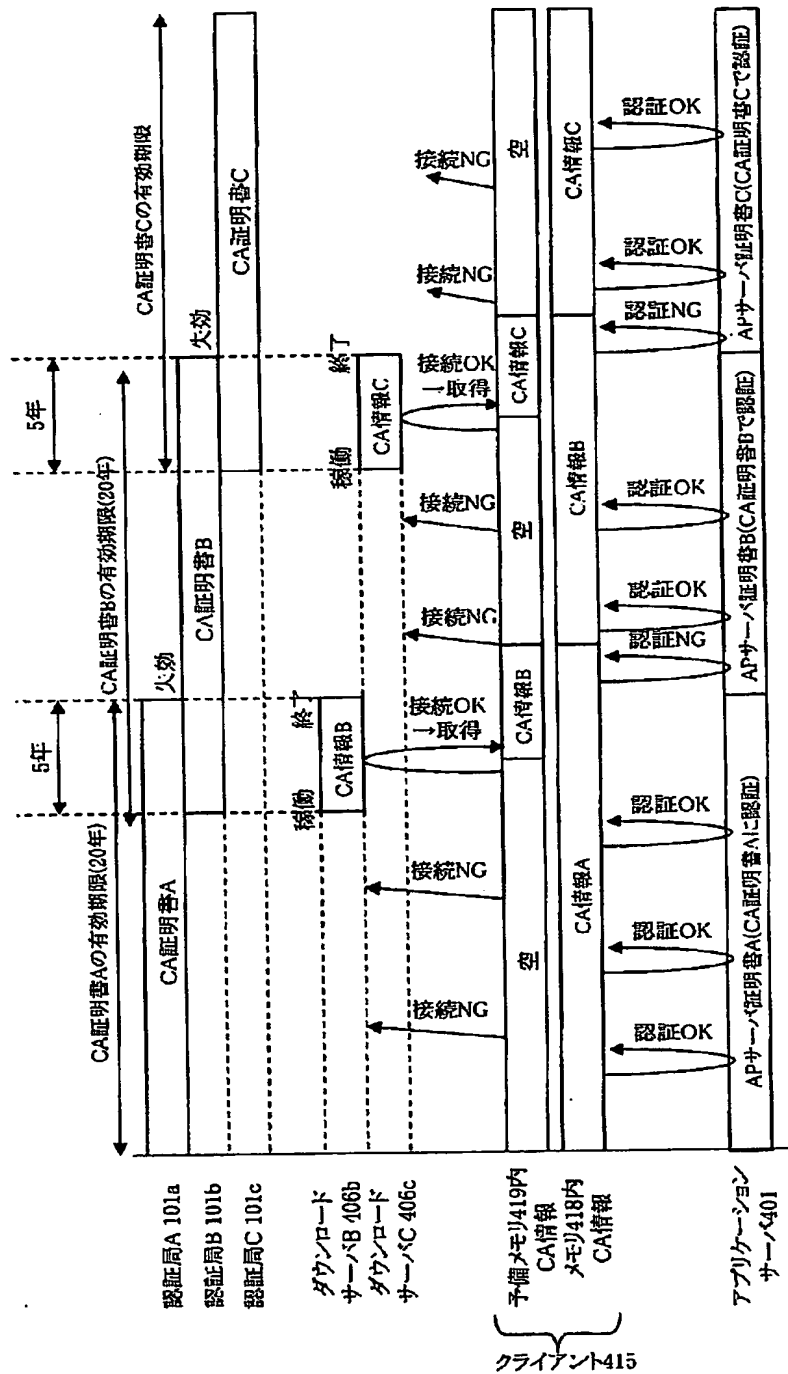 5年
5年
CA証明書Aの有効期限(20年)
CA証明書Bの有効期限(20年)
CA証明書Cの有効期限
認証局A 101a
CA証明書A
失効
認証局B 101b
CA証明書B
失効
認証局C 101c
CA証明書C
稼働
終了
稼働
終了
ダウンロード
サーバB 406b
CA情報B
ダウンロード
サーバC 406c
CA情報C
接続NG
接続NG
接続OK
→取得
接続NG
接続NG
接続OK
→取得
接続NG
接続NG
クライアント415
予備メモリ419内
CA情報
空
CA情報B
空
CA情報C
空
メモリ418内
CA情報
CA情報A
CA情報B
CA情報C
認証OK
認証OK
認証OK
認証NG
認証OK
認証OK
認証NG
認証OK
認証OK
アプリケーション
サーバ401
APサーバ証明書A(CA証明書Aに認証)
APサーバ証明書B(CA証明書Bで認証)
APサーバ証明書C(CA証明書Cで認証)